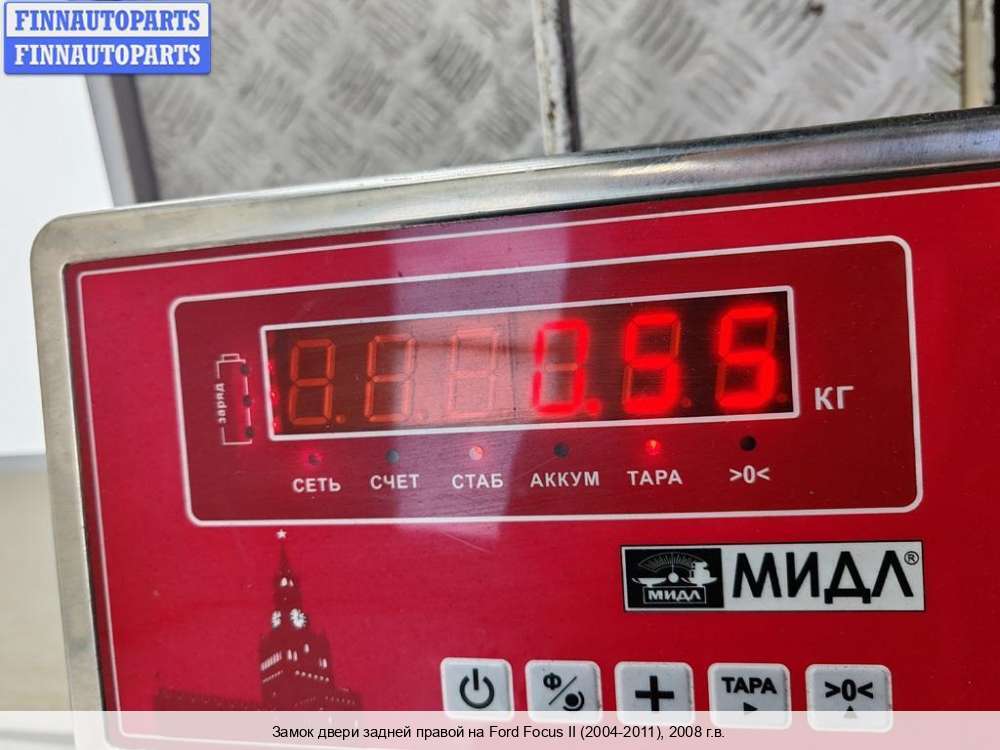 FINNAUTOPARTS
FINNAUTOPARTS
заряд
0.55
КГ
СЕТЬ СЧЕТ СТАБ АККУМ ТАРА >0<
МИДЛ МИДЛ®
Ф
+
ТАРА
>0<
Замок двери задней правой на Ford Focus II (2004-2011), 2008 г.в.